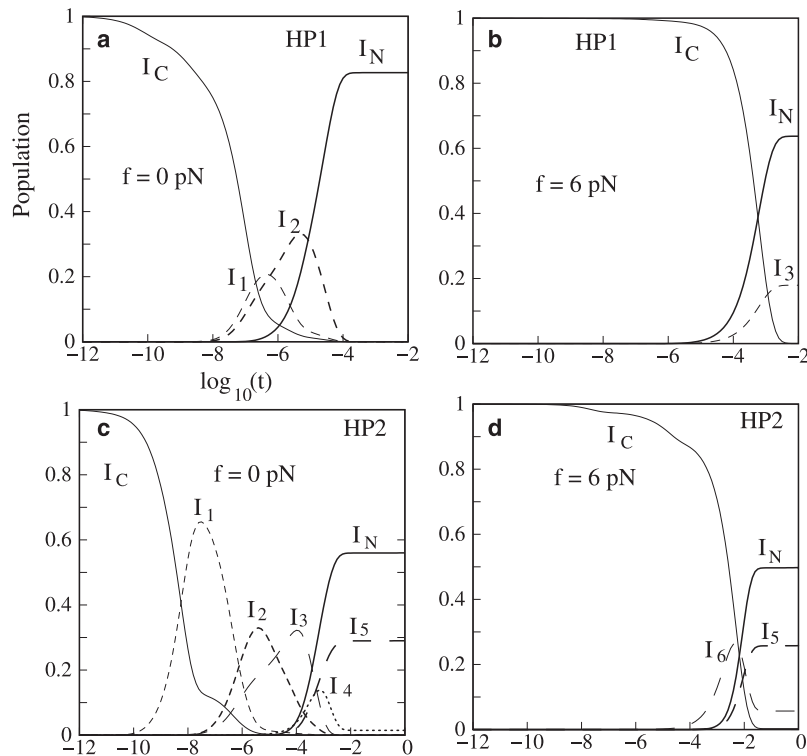 a HP1
I_C
I_N
f = 0 pN
I_1
I_2
Population
1
0.8
0.6
0.4
0.2
0
−12 −10 −8 −6 −4 −2
log_10(t)
b HP1
I_C
I_N
f = 6 pN
I_3
1
0.8
0.6
0.4
0.2
0
−12 −10 −8 −6 −4 −2
c HP2
I_C
f = 0 pN
I_1
I_N
I_2
I_3
I_5
I_4
1
0.8
0.6
0.4
0.2
0
−12 −10 −8 −6 −4 −2 0
d HP2
I_C
f = 6 pN
I_N
I_6
I_5
1
0.8
0.6
0.4
0.2
0
−12 −10 −8 −6 −4 −2 0